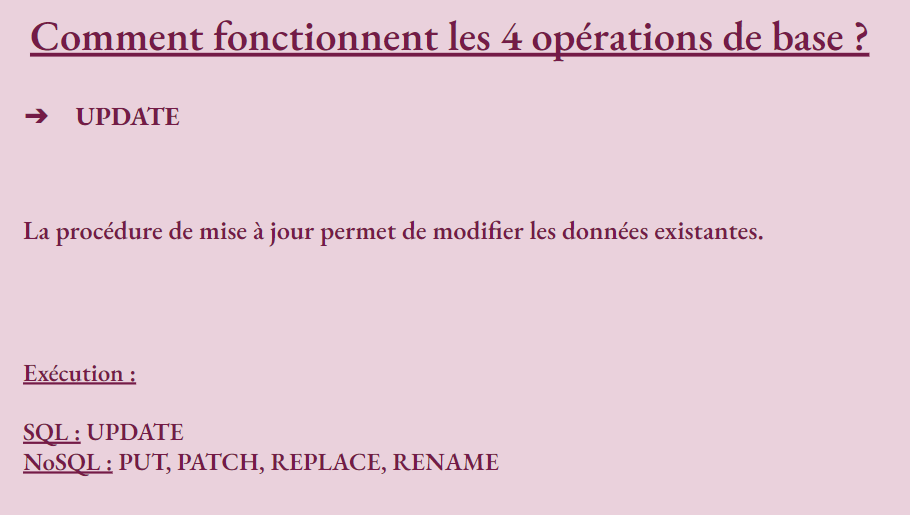 Comment fonctionnent les 4 opérations de base ?
➔ UPDATE
La procédure de mise à jour permet de modifier les données existantes.
Exécution :
SQL : UPDATE
NoSQL : PUT, PATCH, REPLACE, RENAME